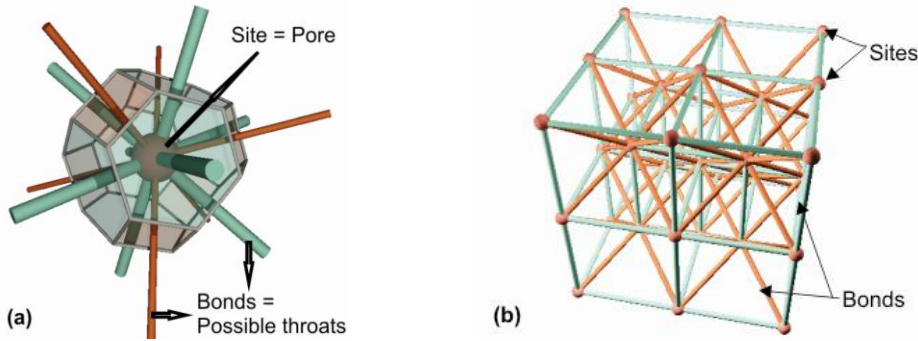 Site = Pore
Bonds =
Possible throats
(a)
Sites
Bonds
(b)